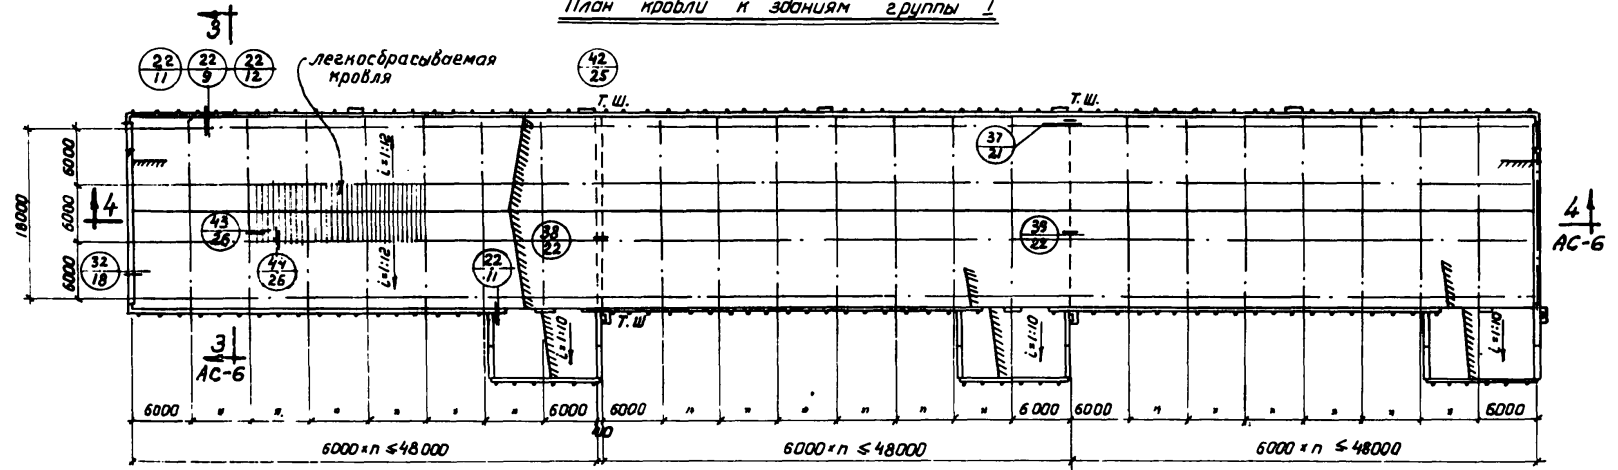 План кровли к зданиям группы I
3
22 22 22 42
11 9 12 25
легкосбрасываемая
кровля
Т.Ш. Т.Ш.
37
21
6000
i=1:12
18000
6000
4
4
АС-6
43
26
38
22
39
22
32
18
44
26
22
11
6000
i=1:12
Т.Ш
i=1:10 i=1:10 i=1:10
3
АС-6
6000 " " " " " " 6000 6000 " " " " " " 6000 6000 " " " " " " 6000
40
6000×n ≤48000 6000×n ≤48000 6000×n ≤48000